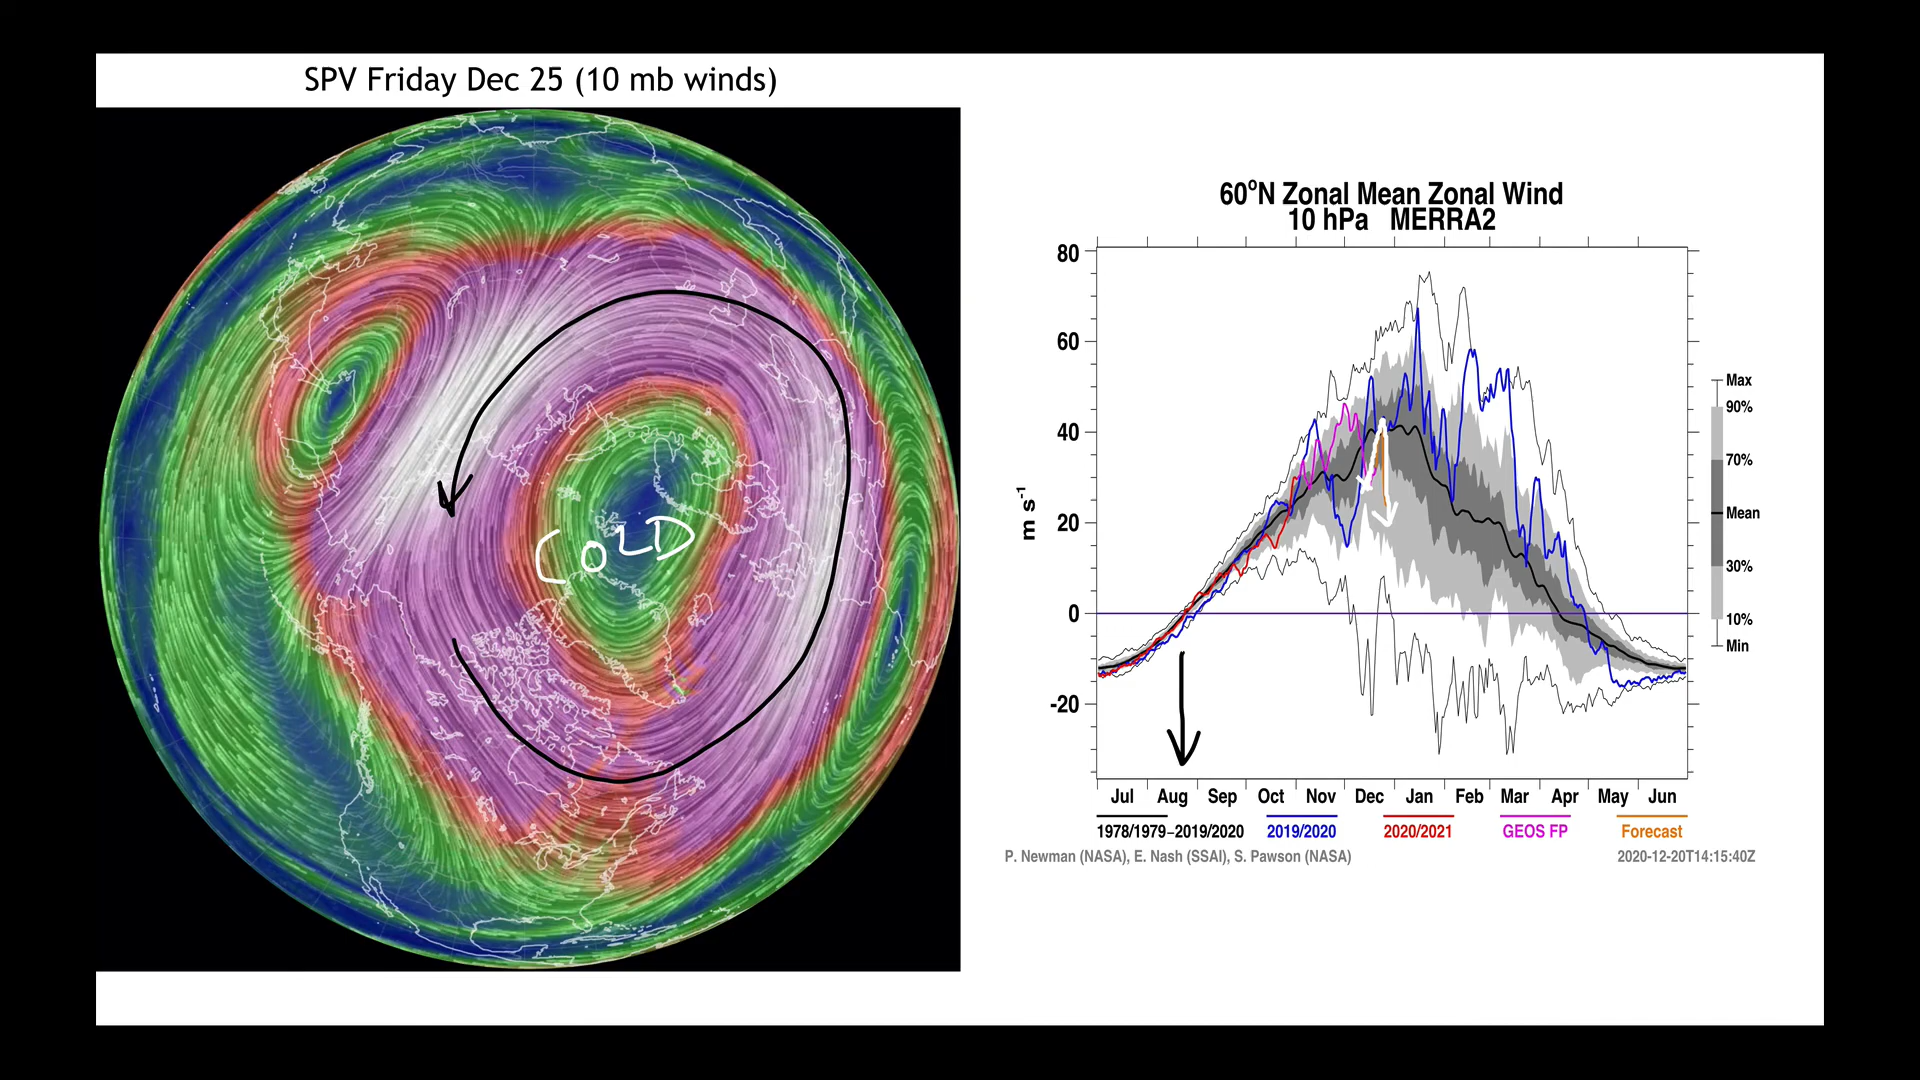 SPV Friday Dec 25 (10 mb winds)
COLD
60°N Zonal Mean Zonal Wind
10 hPa MERRA2
80
60
40
20
0
-20
m s⁻¹
Max
90%
70%
Mean
30%
10%
Min
Jul Aug Sep Oct Nov Dec Jan Feb Mar Apr May Jun
1978/1979–2019/2020 2019/2020 2020/2021 GEOS FP Forecast
P. Newman (NASA), E. Nash (SSAI), S. Pawson (NASA) 2020-12-20T14:15:40Z